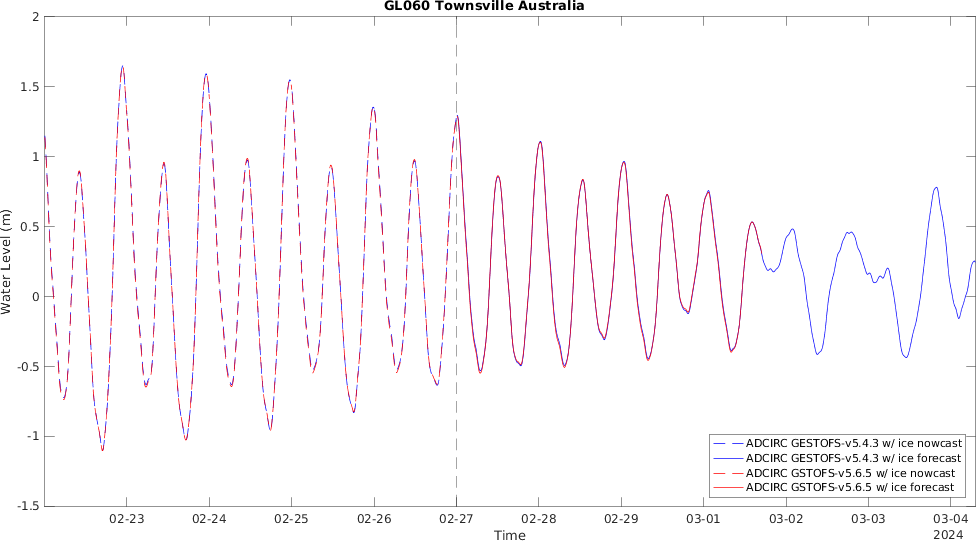 GL060 Townsville Australia
2
1.5
1
0.5
0
-0.5
-1
-1.5
Water Level (m)
02-23 02-24 02-25 02-26 02-27 02-28 02-29 03-01 03-02 03-03 03-04
Time
2024
ADCIRC GESTOFS-v5.4.3 w/ ice nowcast
ADCIRC GESTOFS-v5.4.3 w/ ice forecast
ADCIRC GSTOFS-v5.6.5 w/ ice nowcast
ADCIRC GSTOFS-v5.6.5 w/ ice forecast